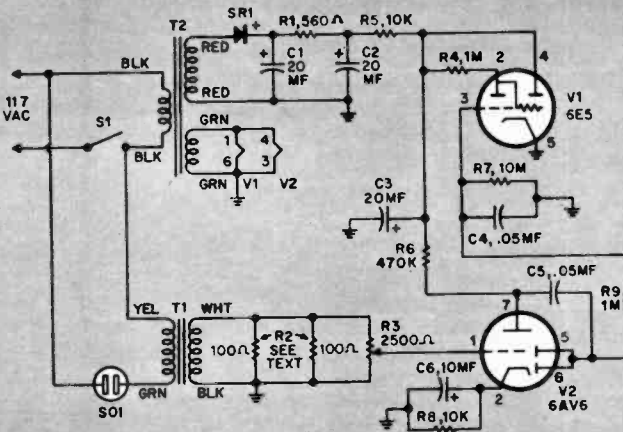 T2
SR1
+
R1,560Ω
R5,10K
RED
BLK
+
C1
20
MF
+
C2
20
MF
R4,1M
2
4
117
VAC
S1
RED
3
V1
6E5
GRN
1
4
5
BLK
6
3
R7,10M
GRN
V1
V2
C3
20MF
+
C4,.05MF
R6
470K
C5,.05MF
R9
1M
YEL
T1
WHT
7
R3
2500Ω
100Ω
R2
SEE
TEXT
100Ω
1
5
C6,10MF
+
6
V2
6AV6
2
GRN
BLK
SO1
R8,10K